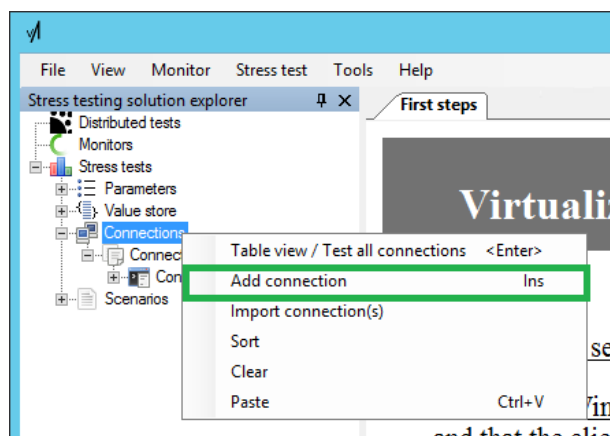 File View Monitor Stress test Tools Help
Stress testing solution explorer
First steps
Distributed tests
Monitors
Stress tests
Parameters
Value store
Connections
Scenarios
Table view / Test all connections <Enter>
Add connection Ins
Import connection(s)
Sort
Clear
Paste Ctrl+V